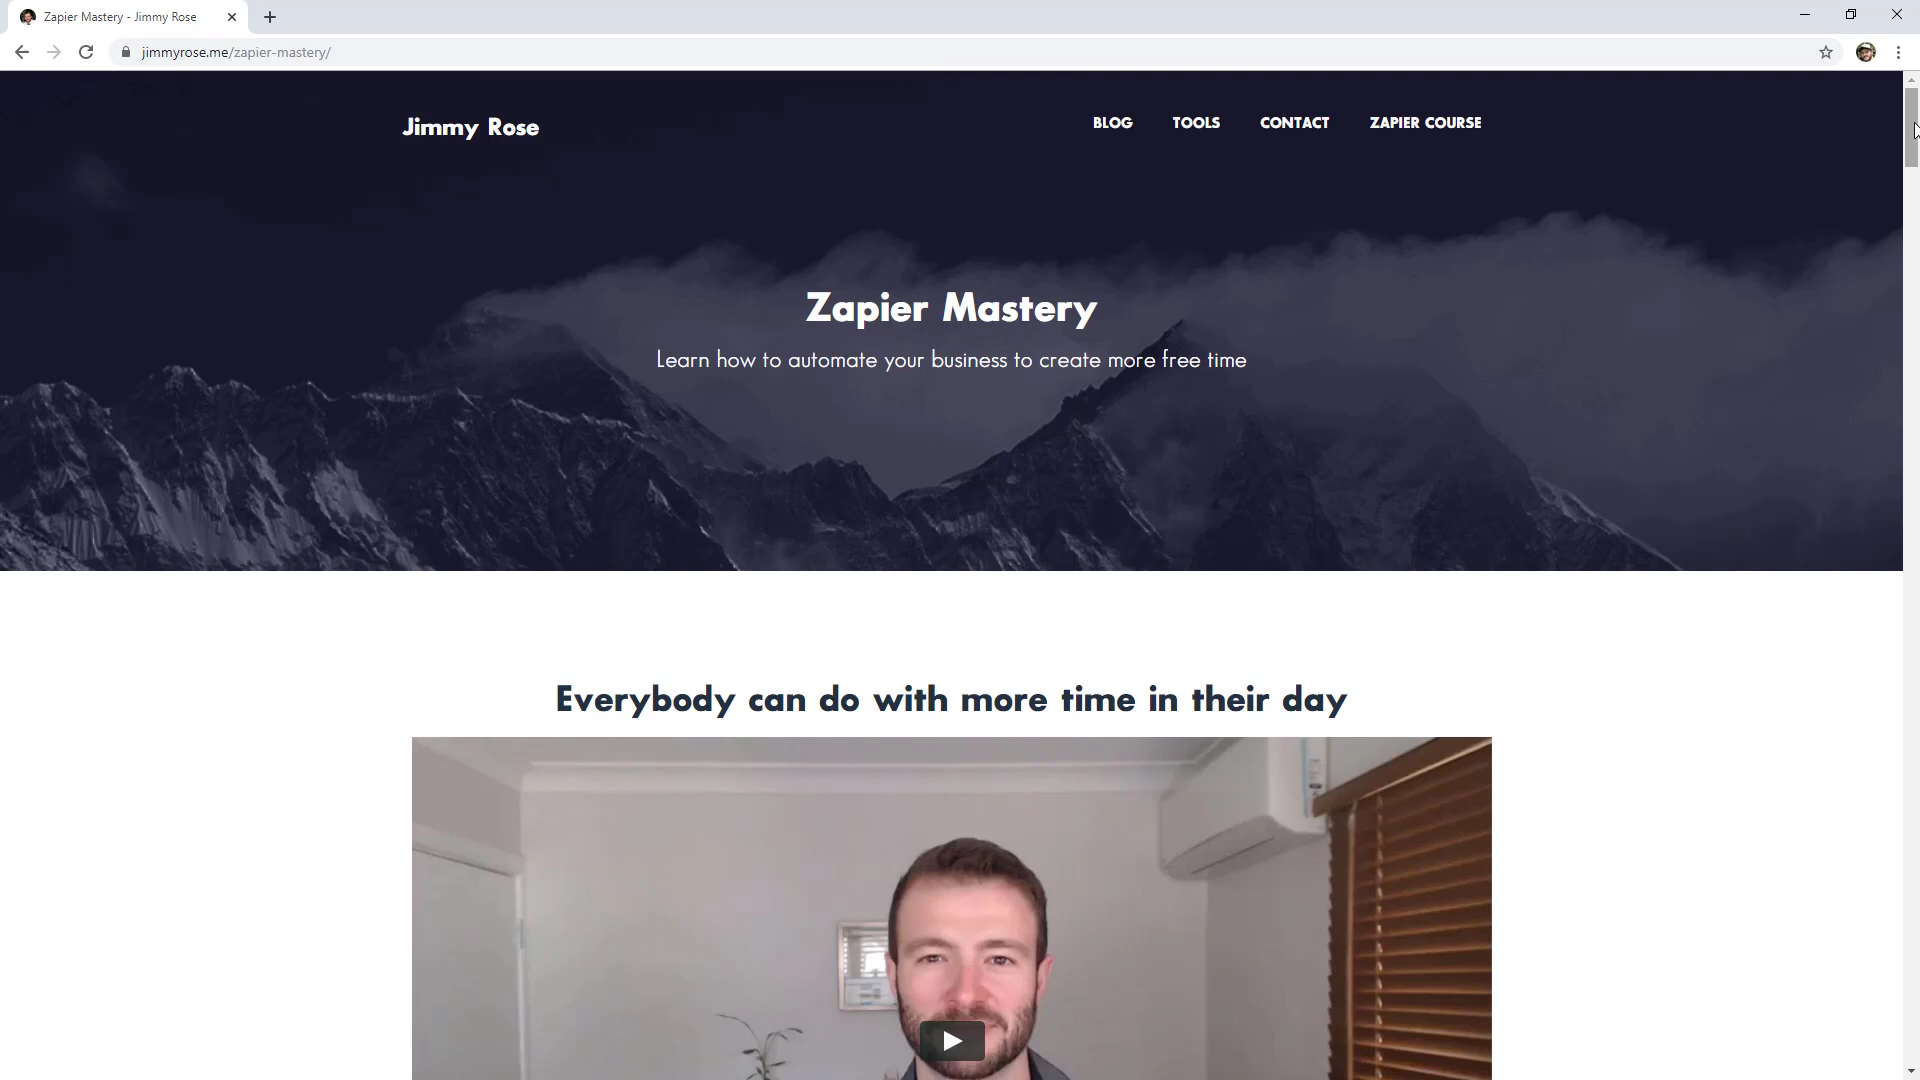 Zapier Mastery - Jimmy Rose
jimmyrose.me/zapier-mastery/
Jimmy Rose
BLOG
TOOLS
CONTACT
ZAPIER COURSE
Zapier Mastery
Learn how to automate your business to create more free time
Everybody can do with more time in their day